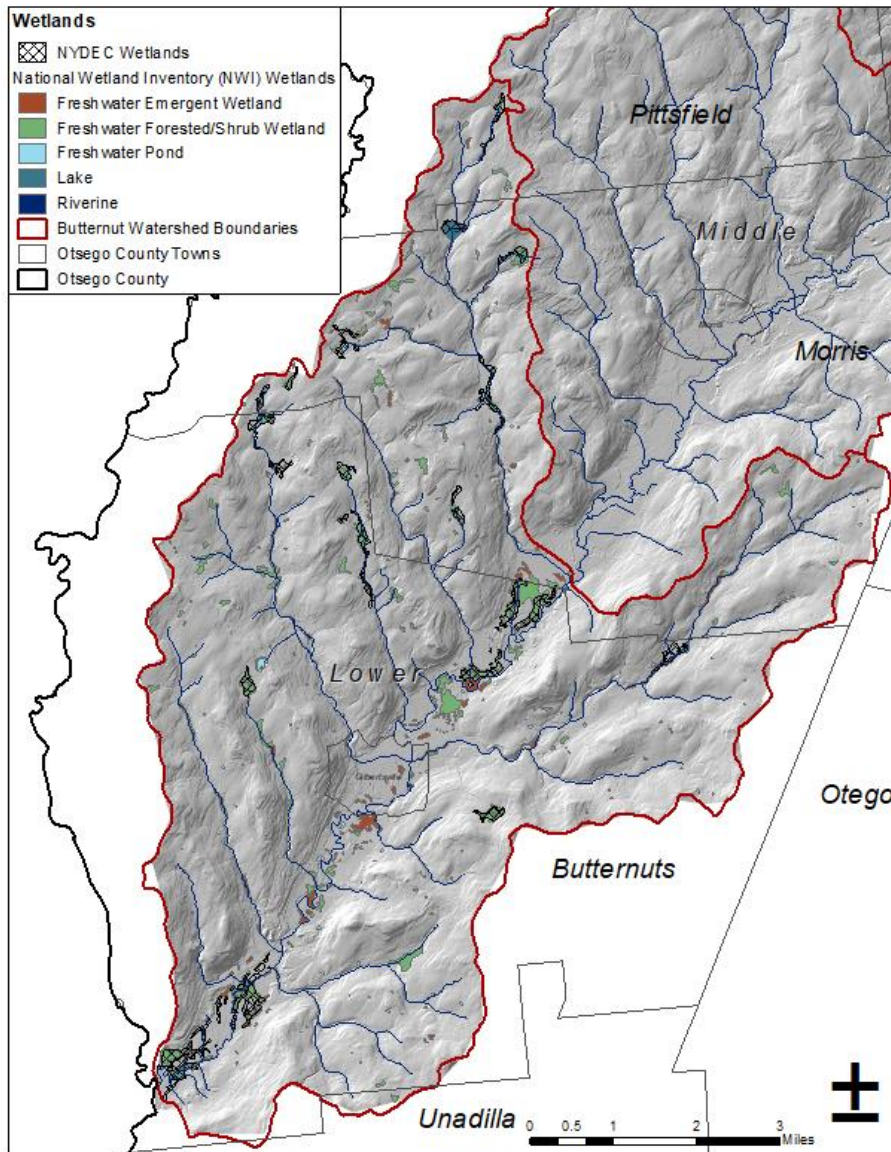 Wetlands
NYDEC Wetlands
National Wetland Inventory (NWI) Wetlands
Freshwater Emergent Wetland
Freshwater Forested/Shrub Wetland
Freshwater Pond
Lake
Riverine
Butternut Watershed Boundaries
Otsego County Towns
Otsego County
Pittsfield
Middle
Morris
Morris
Lower
Gilbertsville
Otego
Butternuts
Unadilla
0 0.5 1 2 3
Miles